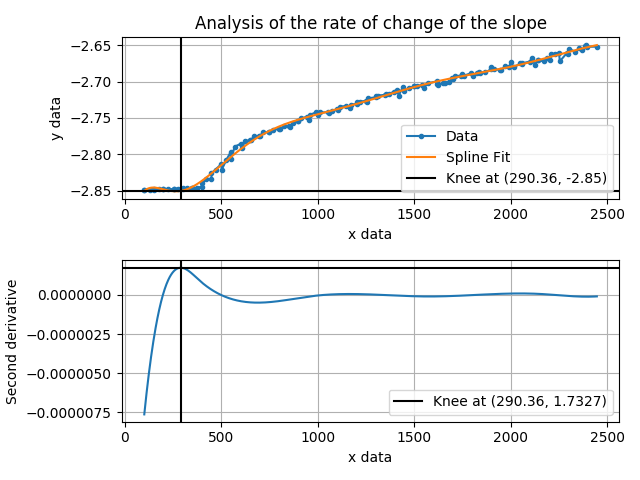 Analysis of the rate of change of the slope
−2.65
−2.70
−2.75
−2.80
−2.85
y data
Data
Spline Fit
Knee at (290.36, -2.85)
0 500 1000 1500 2000 2500
x data
0.0000000
−0.0000025
−0.0000050
−0.0000075
Second derivative
Knee at (290.36, 1.7327)
0 500 1000 1500 2000 2500
x data